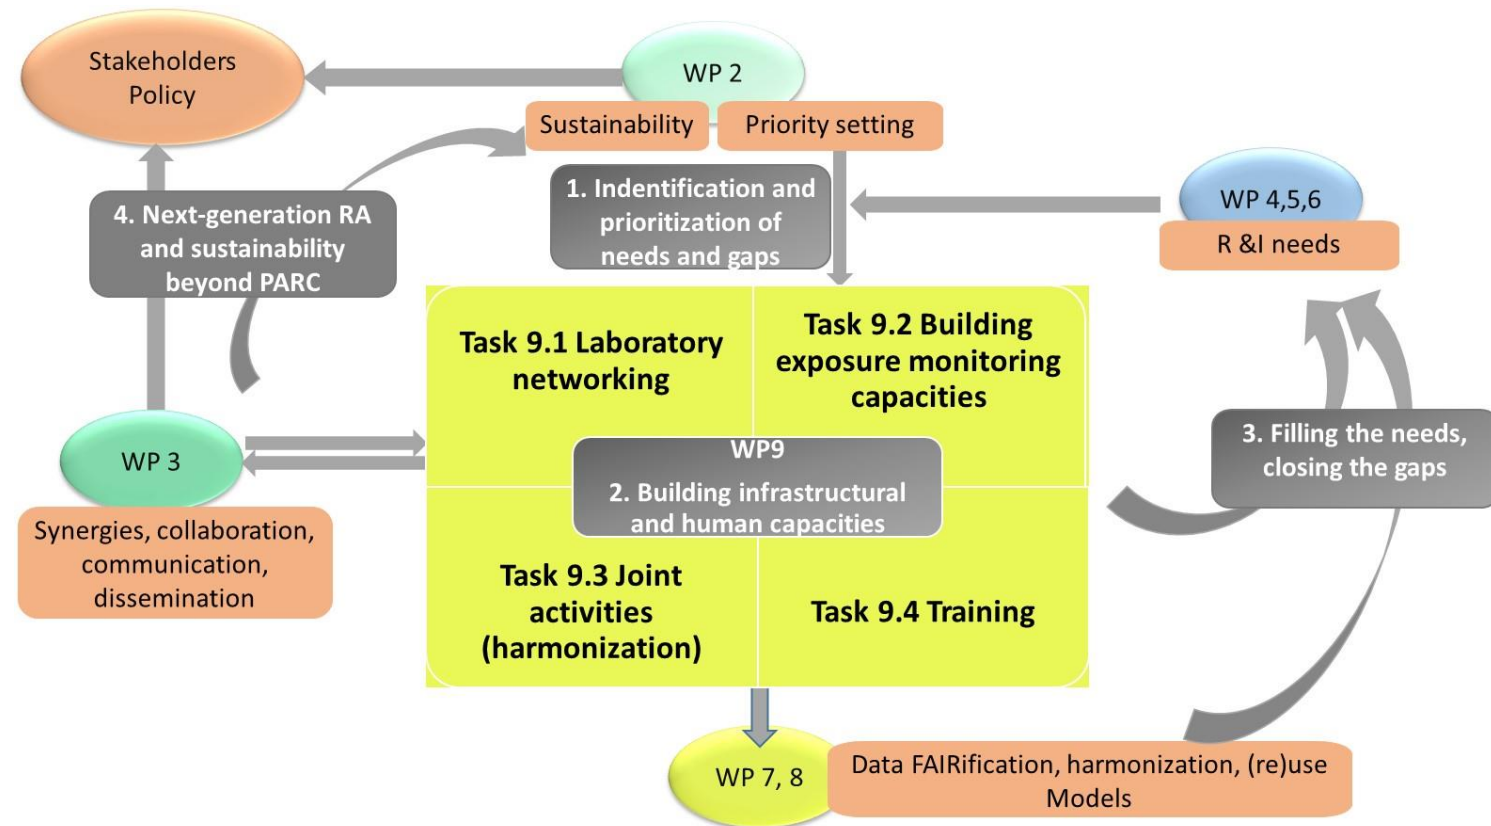 Stakeholders
Policy
WP 2
Sustainability
Priority setting
1. Indentification and
prioritization of
needs and gaps
WP 4,5,6
R &I needs
4. Next-generation RA
and sustainability
beyond PARC
Task 9.1 Laboratory
networking
Task 9.2 Building
exposure monitoring
capacities
3. Filling the needs,
closing the gaps
WP 3
Synergies, collaboration,
communication,
dissemination
WP9
2. Building infrastructural
and human capacities
Task 9.3 Joint
activities
(harmonization)
Task 9.4 Training
WP 7, 8
Data FAIRification, harmonization, (re)use
Models